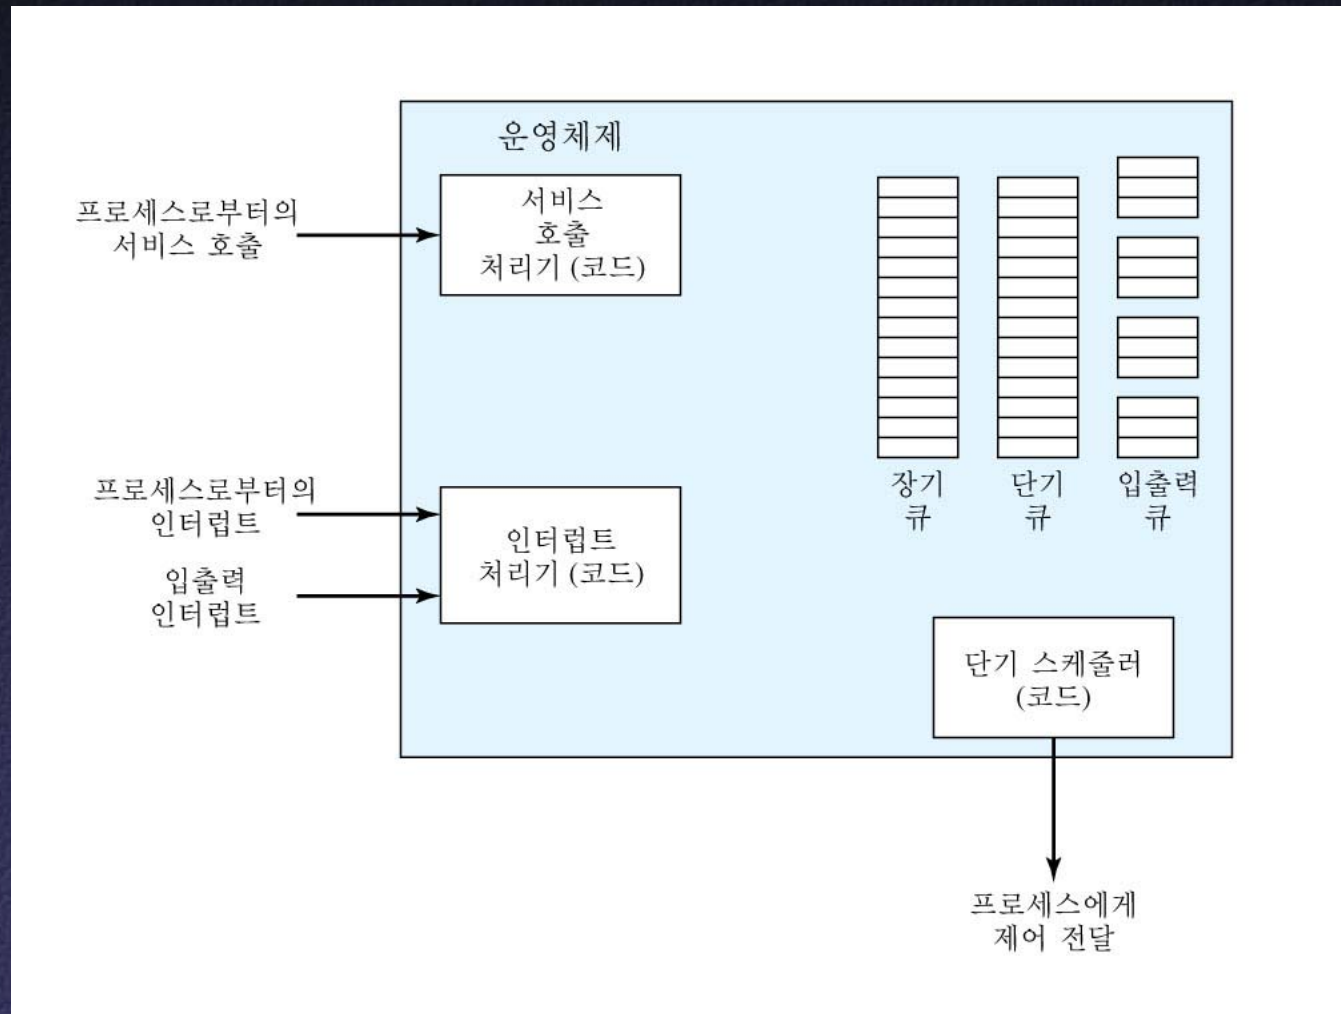 운영체제
프로세스로부터의
서비스 호출
서비스
호출
처리기 (코드)
프로세스로부터의
인터럽트
입출력
인터럽트
인터럽트
처리기 (코드)
장기
큐
단기
큐
입출력
큐
단기 스케줄러
(코드)
프로세스에게
제어 전달